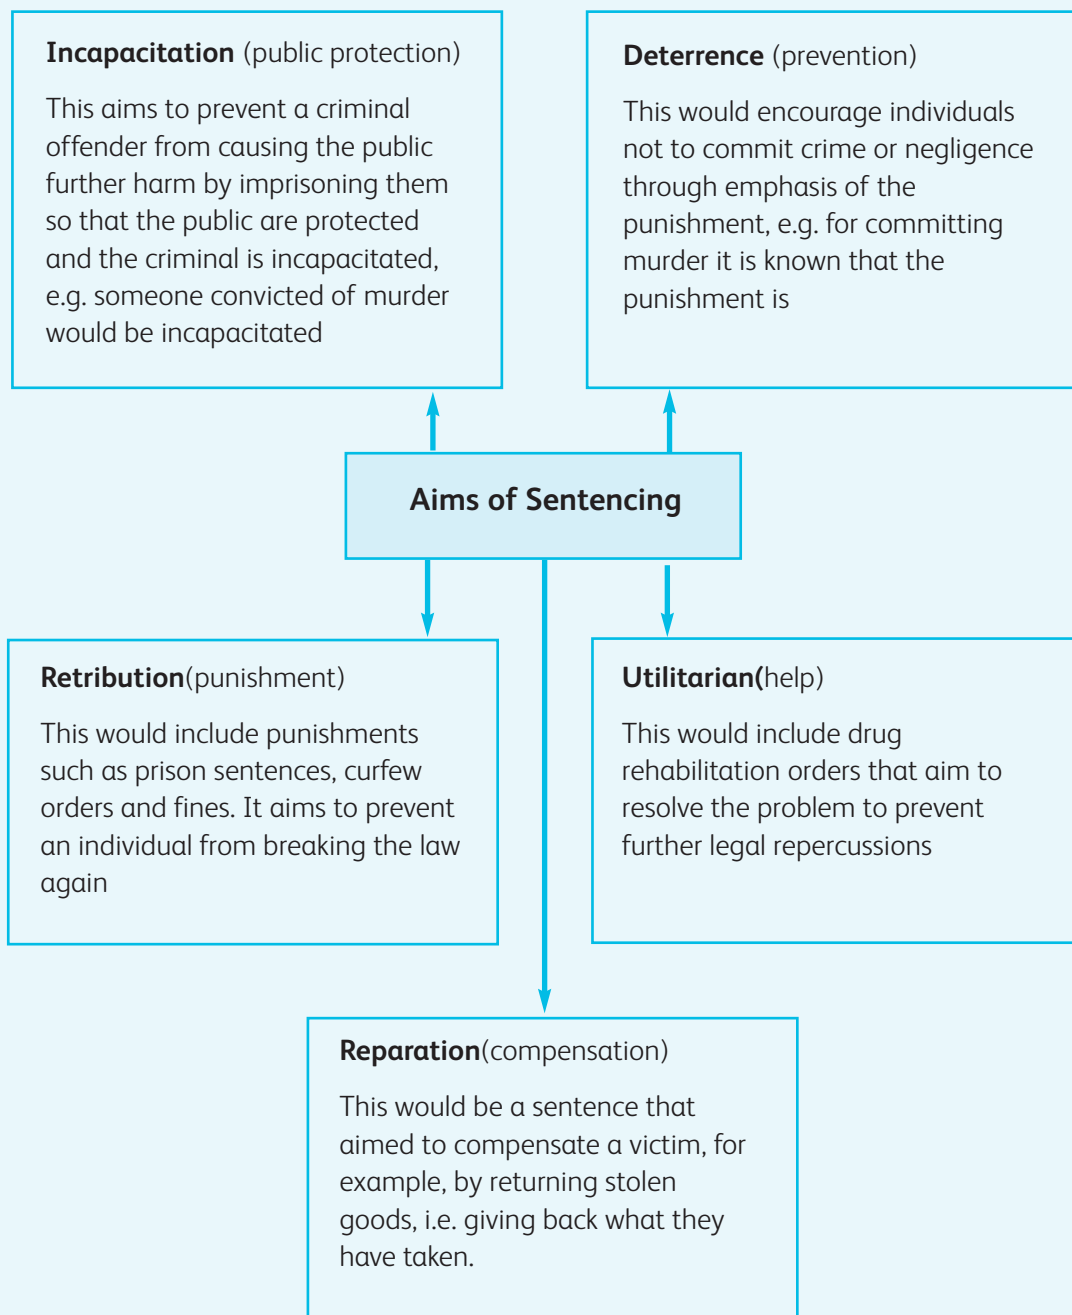 Incapacitation (public protection)
This aims to prevent a criminal
offender from causing the public
further harm by imprisoning them
so that the public are protected
and the criminal is incapacitated,
e.g. someone convicted of murder
would be incapacitated
Deterrence (prevention)
This would encourage individuals
not to commit crime or negligence
through emphasis of the
punishment, e.g. for committing
murder it is known that the
punishment is
Aims of Sentencing
Retribution(punishment)
This would include punishments
such as prison sentences, curfew
orders and fines. It aims to prevent
an individual from breaking the law
again
Utilitarian(help)
This would include drug
rehabilitation orders that aim to
resolve the problem to prevent
further legal repercussions
Reparation(compensation)
This would be a sentence that
aimed to compensate a victim, for
example, by returning stolen
goods, i.e. giving back what they
have taken.